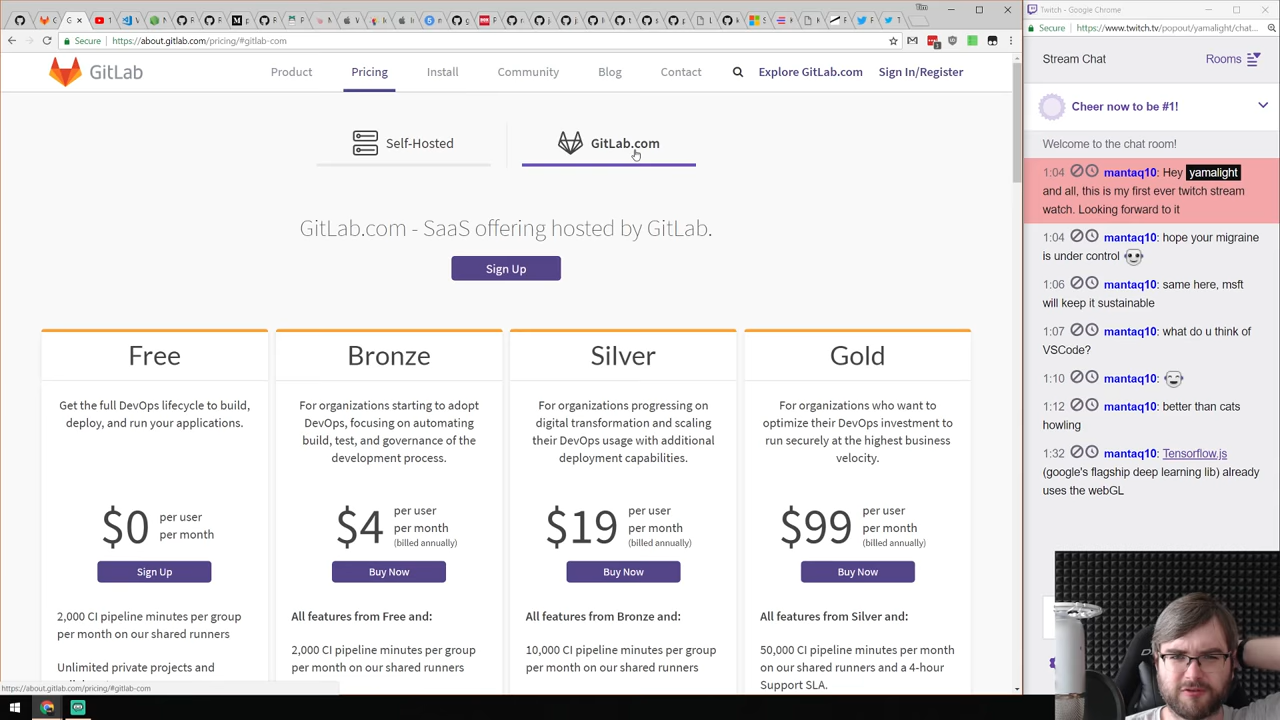 Secure
https://about.gitlab.com/pricing/#gitlab-com
GitLab
Product
Pricing
Install
Community
Blog
Contact
Explore GitLab.com
Sign In/Register
Self-Hosted
GitLab.com
GitLab.com - SaaS offering hosted by GitLab.
Sign Up
Free
Get the full DevOps lifecycle to build,
deploy, and run your applications.
$0
per user
per month
Sign Up
2,000 CI pipeline minutes per group
per month on our shared runners
Unlimited private projects and
Bronze
For organizations starting to adopt
DevOps, focusing on automating
build, test, and governance of the
development process.
$4
per user
per month
(billed annually)
Buy Now
All features from Free and:
2,000 CI pipeline minutes per group
per month on our shared runners
Silver
For organizations progressing on
digital transformation and scaling
their DevOps usage with additional
deployment capabilities.
$19
per user
per month
(billed annually)
Buy Now
All features from Bronze and:
10,000 CI pipeline minutes per group
per month on our shared runners
Gold
For organizations who want to
optimize their DevOps investment to
run securely at the highest business
velocity.
$99
per user
per month
(billed annually)
Buy Now
All features from Silver and:
50,000 CI pipeline minutes per group
per month on our shared runners and a 4-hour
Support SLA.
https://about.gitlab.com/pricing/#gitlab-com
Twitch - Google Chrome
Secure
https://www.twitch.tv/popout/yamalight/chat...
Stream Chat
Rooms
Cheer now to be #1!
Welcome to the chat room!
1:04 mantaq10: Hey yamalight
and all, this is my first ever twitch stream
watch. Looking forward to it
1:04 mantaq10: hope your migraine
is under control
1:06 mantaq10: same here, msft
will keep it sustainable
1:07 mantaq10: what do u think of
VSCode?
1:10 mantaq10:
1:12 mantaq10: better than cats
howling
1:32 mantaq10: Tensorflow.js
(google's flagship deep learning lib) already
uses the webGL